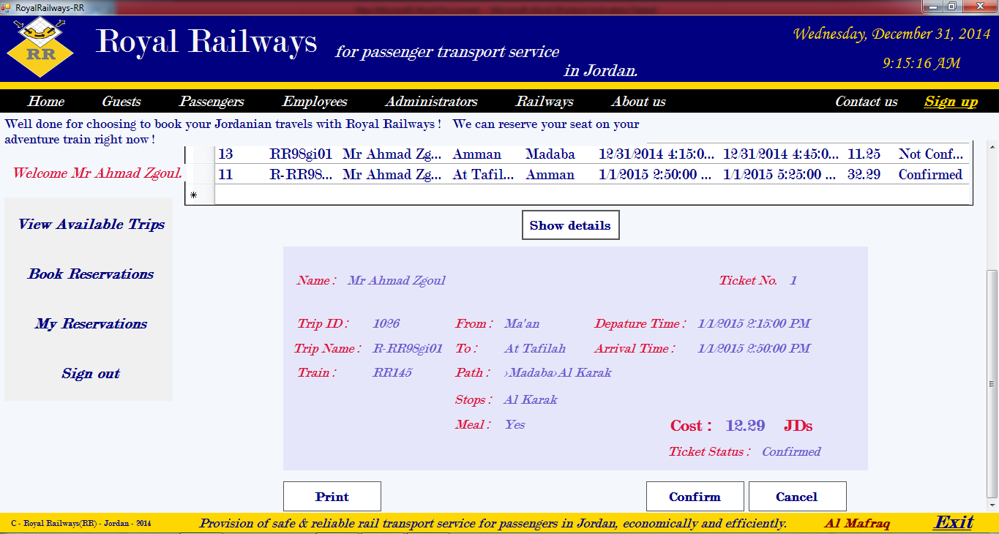 RoyalRailways-RR
RR
Royal Railways for passenger transport service
in Jordan.
Wednesday, December 31, 2014
9:15:16 AM
Home Guests Passengers Employees Administrators Railways About us Contact us Sign up
Well done for choosing to book your Jordanian travels with Royal Railways ! We can reserve your seat on your
adventure train right now !
Welcome Mr Ahmad Zgoul.
View Available Trips
Book Reservations
My Reservations
Sign out
13 RR98gi01 Mr Ahmad Zg... Amman Madaba 12/31/2014 4:15:0... 12/31/2014 4:45:0... 11.25 Not Conf...
11 R-RR98... Mr Ahmad Zg... At Tafil... Amman 1/1/2015 2:50:00 ... 1/1/2015 5:25:00 ... 32.29 Confirmed
*
Show details
Name : Mr Ahmad Zgoul Ticket No. 1
Trip ID : 1026 From : Ma'an Depature Time : 1/1/2015 2:15:00 PM
Trip Name : R-RR98gi01 To : At Tafilah Arrival Time : 1/1/2015 2:50:00 PM
Train : RR145 Path : ›Madaba›Al Karak
Stops : Al Karak
Meal : Yes Cost : 12.29 JDs
Ticket Status : Confirmed
Print Confirm Cancel
C - Royal Railways(RR) - Jordan - 2014 Provision of safe & reliable rail transport service for passengers in Jordan, economically and efficiently. Al Mafraq Exit